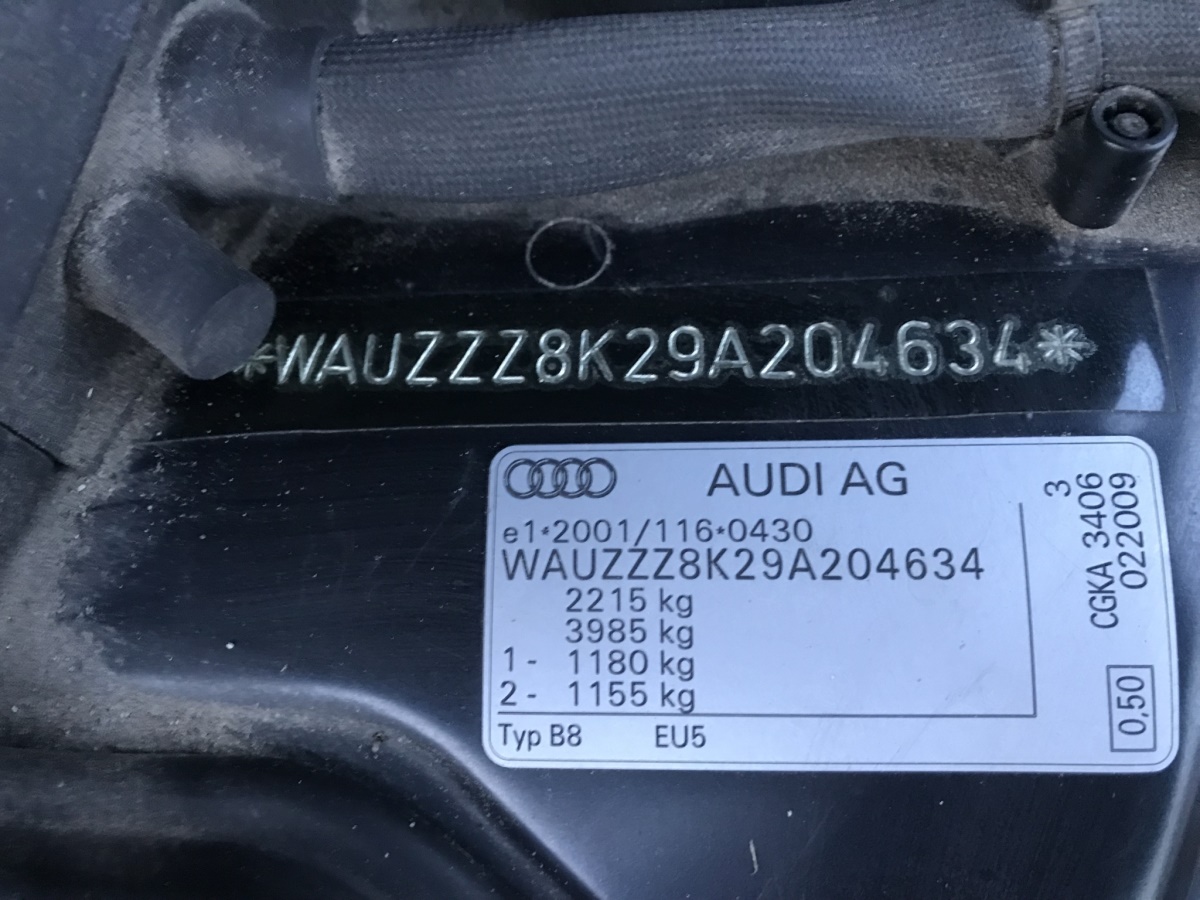 *WAUZZZ8K29A204634*
AUDI AG
e1*2001/116*0430
WAUZZZ8K29A204634
2215 kg
3985 kg
1- 1180 kg
2- 1155 kg
Typ B8 EU5
3
CGKA 3406
022009
0,50